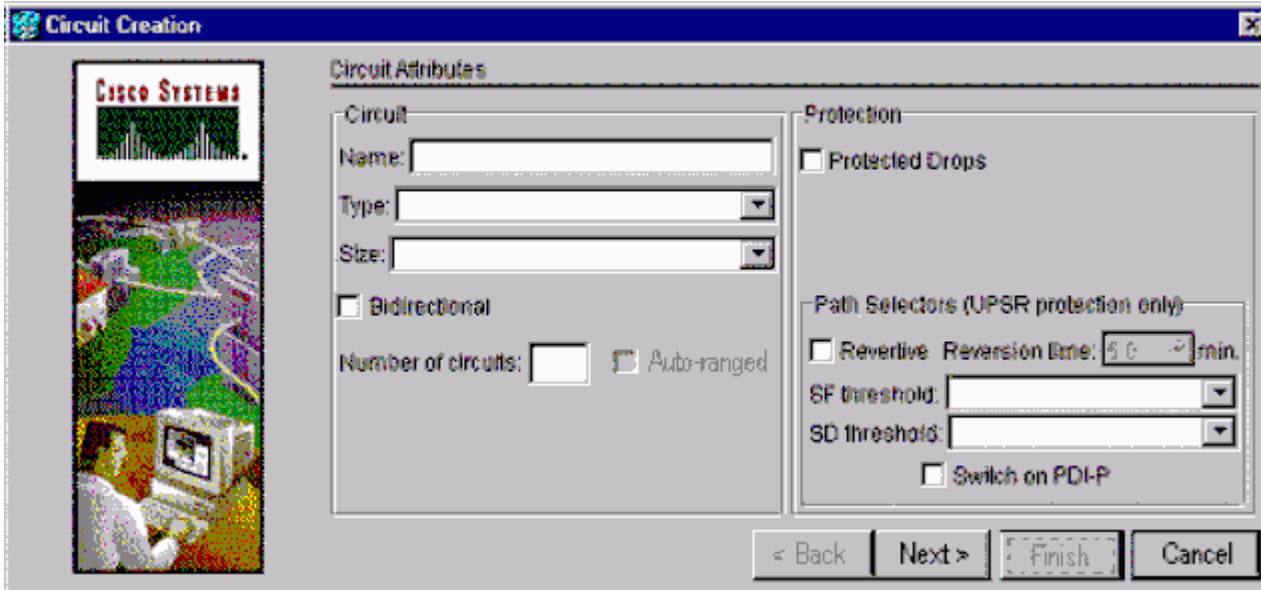 Circuit Creation
CISCO SYSTEMS
Circuit Attributes
Circuit
Name:
Type:
Size:
Bidirectional
Number of circuits:
Auto-ranged
Protection
Protected Drops
Path Selectors (UPSR protection only)
Revertive Reversion time: 5.0 min.
SF threshold:
SD threshold:
Switch on PDI-P
< Back
Next >
Finish
Cancel